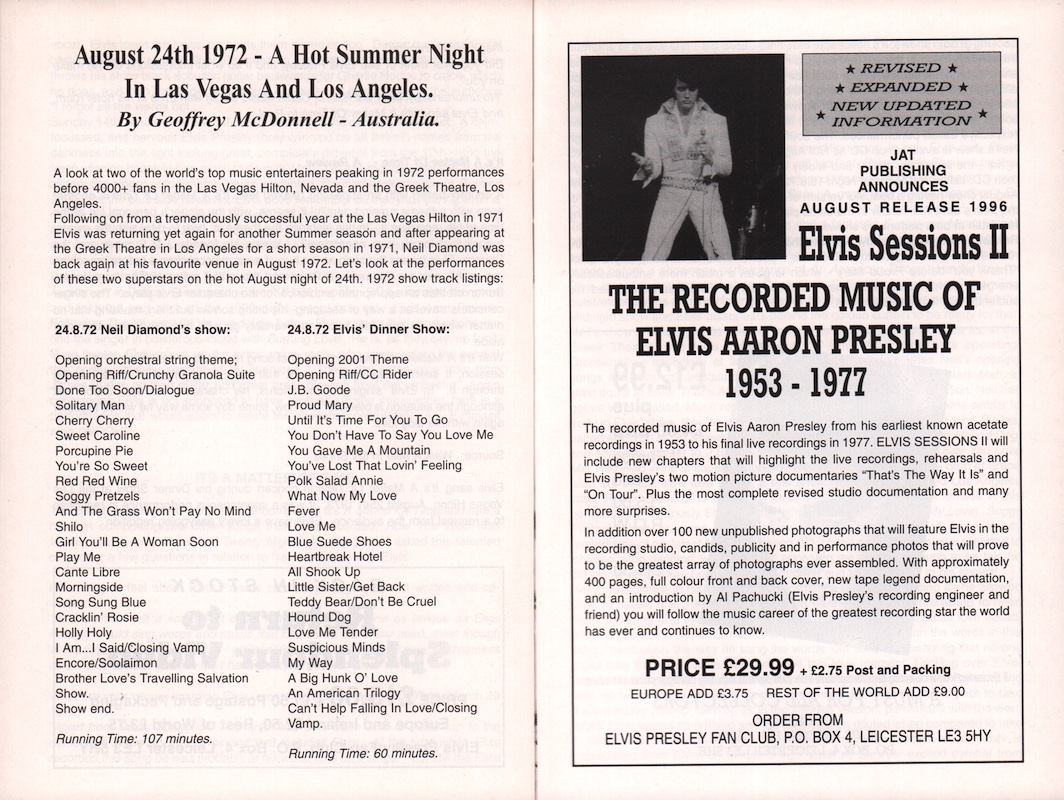 August 24th 1972 - A Hot Summer Night
In Las Vegas And Los Angeles.
By Geoffrey McDonnell - Australia.
A look at two of the world's top music entertainers peaking in 1972 performances
before 4000+ fans in the Las Vegas Hilton, Nevada and the Greek Theatre, Los
Angeles.
Following on from a tremendously successful year at the Las Vegas Hilton in 1971
Elvis was returning yet again for another Summer season and after appearing at
the Greek Theatre in Los Angeles for a short season in 1971, Neil Diamond was
back again at his favourite venue in August 1972. Let's look at the performances
of these two superstars on the hot August night of 24th. 1972 show track listings:
24.8.72 Neil Diamond's show:
Opening orchestral string theme;
Opening Riff/Crunchy Granola Suite
Done Too Soon/Dialogue
Solitary Man
Cherry Cherry
Sweet Caroline
Porcupine Pie
You're So Sweet
Red Red Wine
Soggy Pretzels
And The Grass Won't Pay No Mind
Shilo
Girl You'll Be A Woman Soon
Play Me
Cante Libre
Morningside
Song Sung Blue
Cracklin' Rosie
Holly Holy
I Am...I Said/Closing Vamp
Encore/Soolaimon
Brother Love's Travelling Salvation
Show.
Show end.
Running Time: 107 minutes.
24.8.72 Elvis' Dinner Show:
Opening 2001 Theme
Opening Riff/CC Rider
J.B. Goode
Proud Mary
Until It's Time For You To Go
You Don't Have To Say You Love Me
You Gave Me A Mountain
You've Lost That Lovin' Feeling
Polk Salad Annie
What Now My Love
Fever
Love Me
Blue Suede Shoes
Heartbreak Hotel
All Shook Up
Little Sister/Get Back
Teddy Bear/Don't Be Cruel
Hound Dog
Love Me Tender
Suspicious Minds
My Way
A Big Hunk O' Love
An American Trilogy
Can't Help Falling In Love/Closing
Vamp.
Running Time: 60 minutes.
★ REVISED ★
★ EXPANDED ★
★ NEW UPDATED ★
INFORMATION
JAT
PUBLISHING
ANNOUNCES
AUGUST RELEASE 1996
Elvis Sessions II
THE RECORDED MUSIC OF
ELVIS AARON PRESLEY
1953 - 1977
The recorded music of Elvis Aaron Presley from his earliest known acetate
recordings in 1953 to his final live recordings in 1977. ELVIS SESSIONS II will
include new chapters that will highlight the live recordings, rehearsals and
Elvis Presley's two motion picture documentaries "That's The Way It Is" and
"On Tour". Plus the most complete revised studio documentation and many
more surprises.
In addition over 100 new unpublished photographs that will feature Elvis in the
recording studio, candids, publicity and in performance photos that will prove
to be the greatest array of photographs ever assembled. With approximately
400 pages, full colour front and back cover, new tape legend documentation,
and an introduction by Al Pachucki (Elvis Presley's recording engineer and
friend) you will follow the music career of the greatest recording star the world
has ever and continues to know.
PRICE £29.99 + £2.75 Post and Packing
EUROPE ADD £3.75 REST OF THE WORLD ADD £9.00
ORDER FROM
ELVIS PRESLEY FAN CLUB, P.O. BOX 4, LEICESTER LE3 5HY